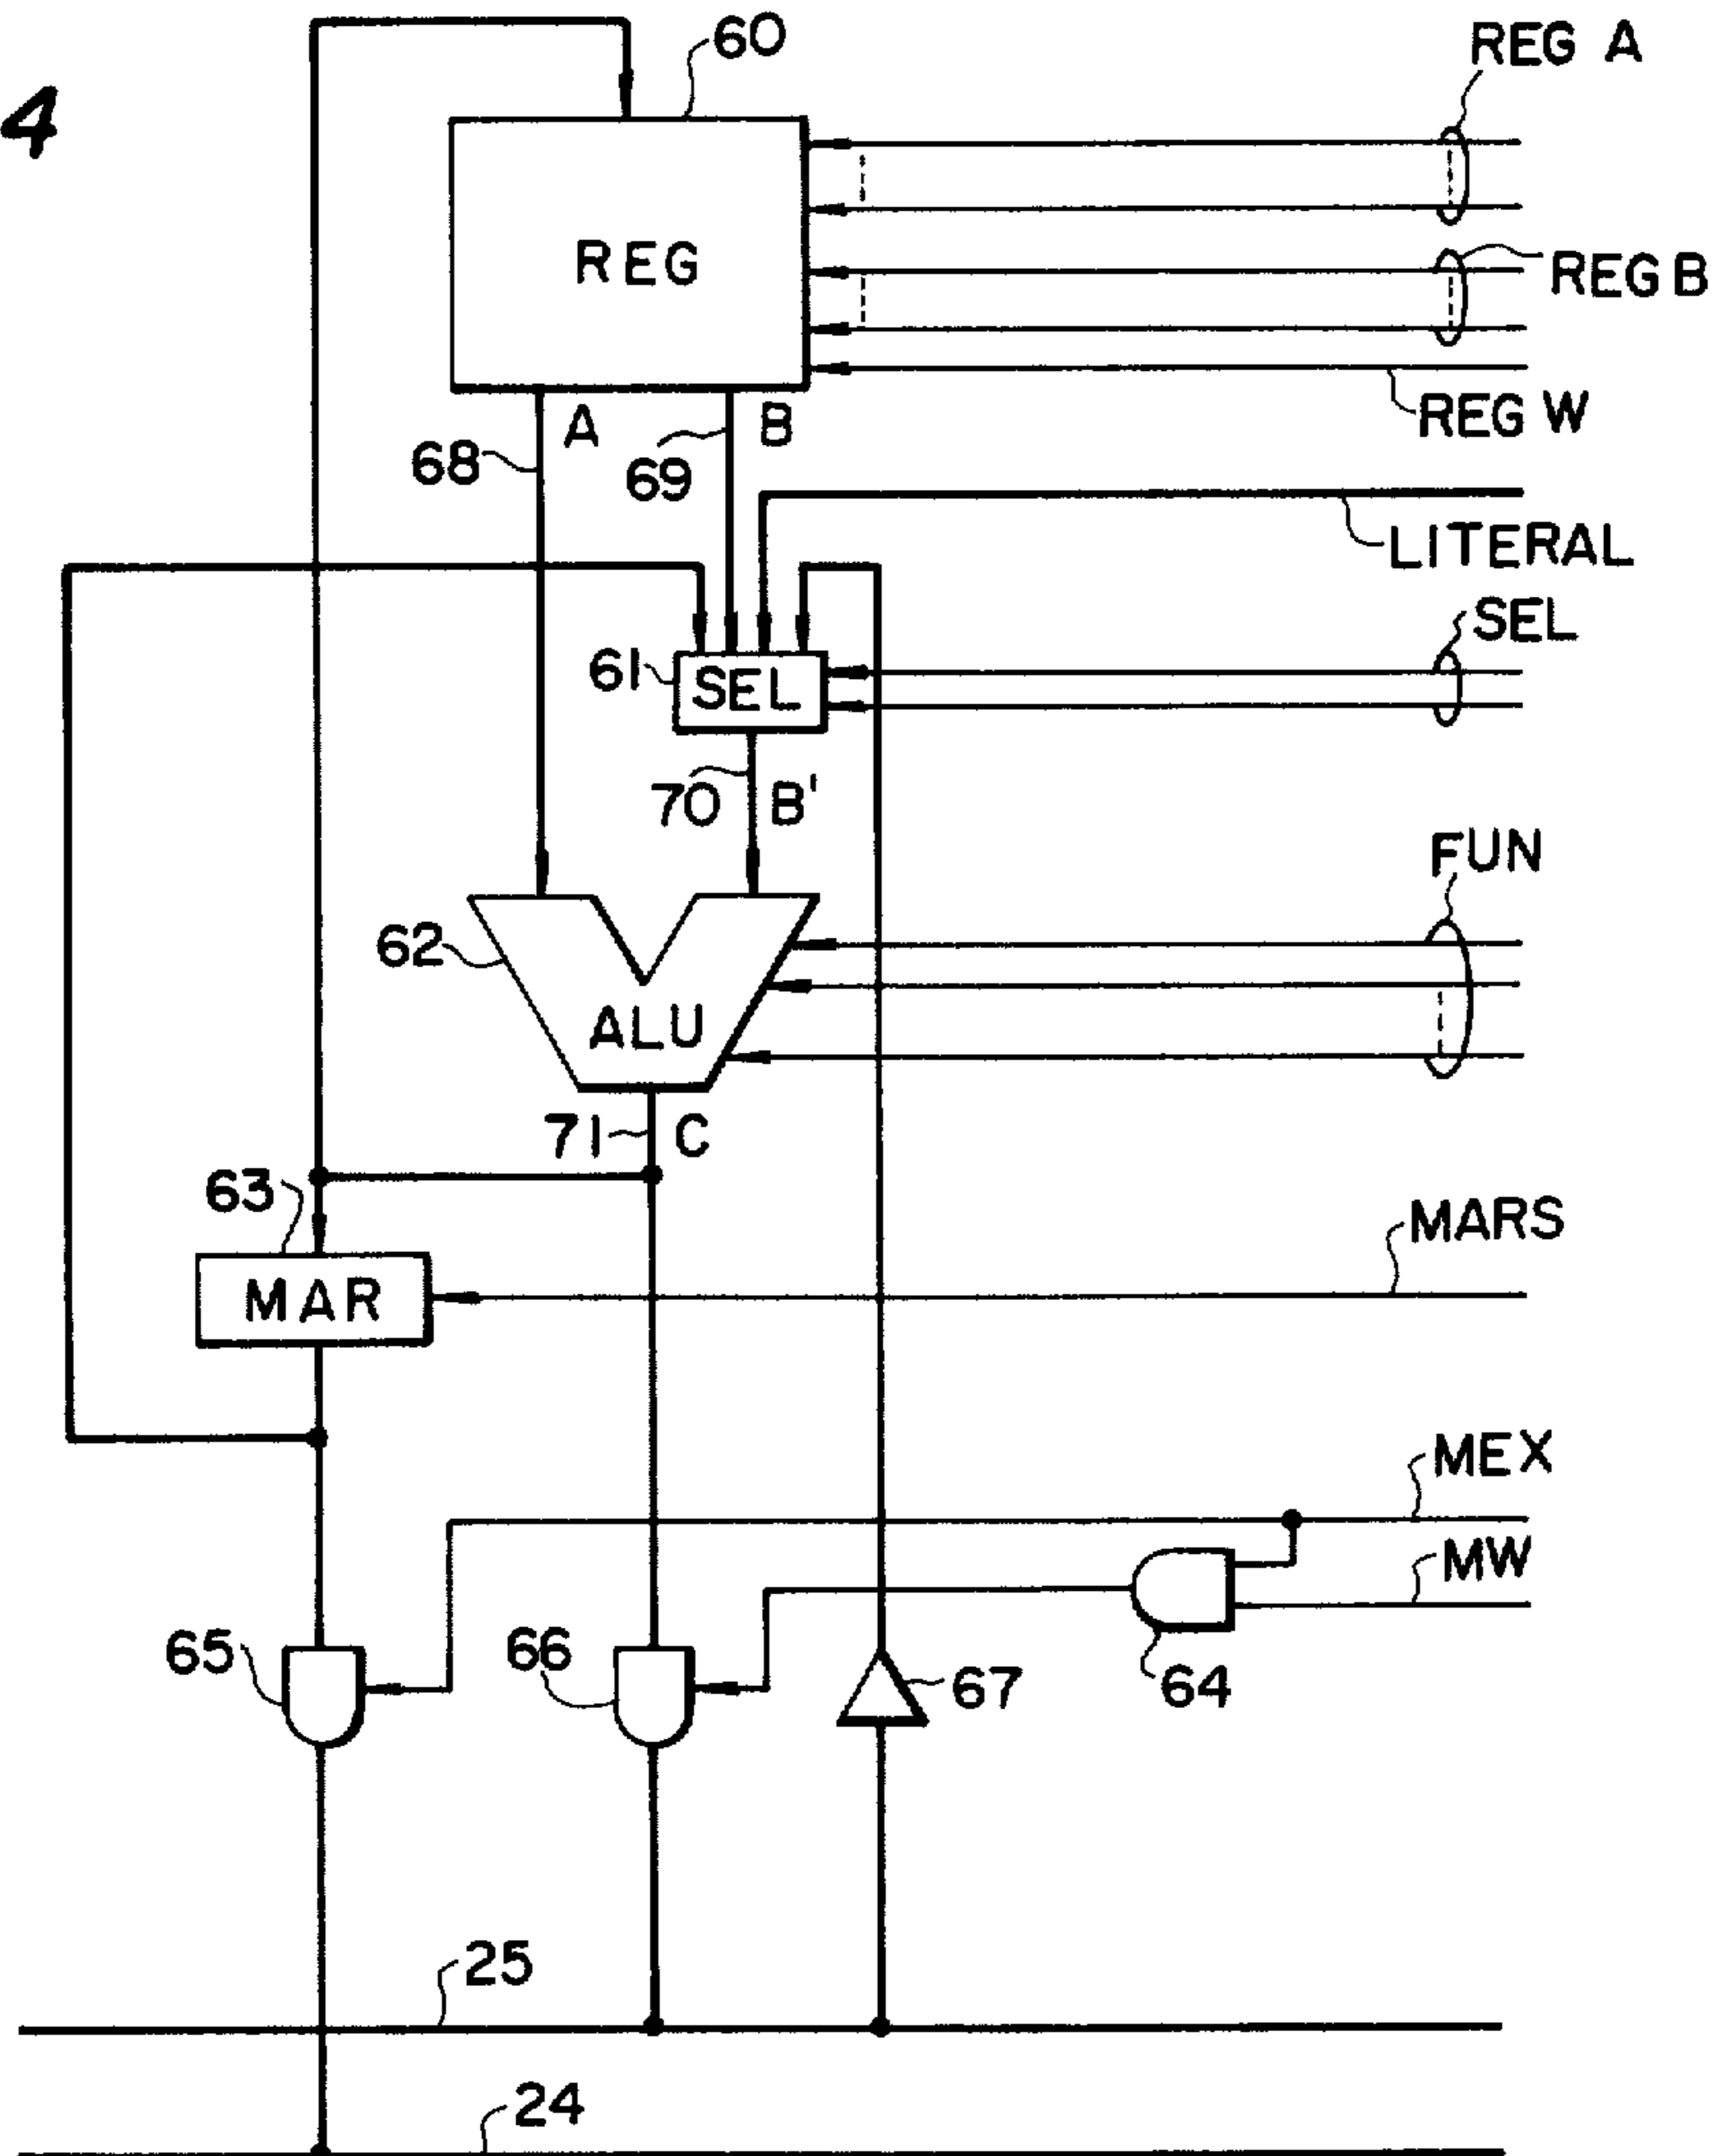 4
60
REG A
REG
REG B
REG W
A
B
68
69
LITERAL
SEL
61
SEL
70
B'
FUN
62
ALU
71
C
63
MARS
MAR
MEX
MW
65
66
67
64
25
24